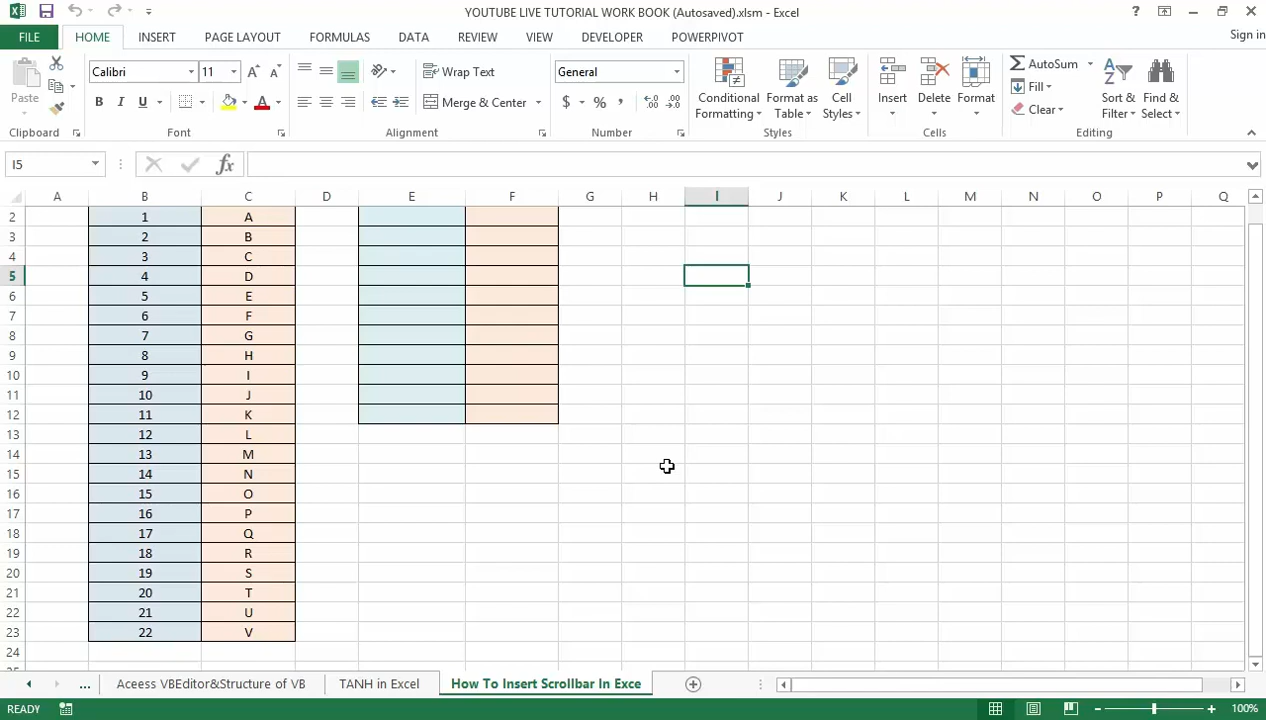 YOUTUBE LIVE TUTORIAL WORK BOOK (Autosaved).xlsm - Excel
FILE HOME INSERT PAGE LAYOUT FORMULAS DATA REVIEW VIEW DEVELOPER POWERPIVOT Sign in
Calibri 11 Wrap Text General AutoSum
Paste Conditional Formatting Format as Table Cell Styles Insert Delete Format Fill Sort & Filter Find & Select
B I U A Merge & Center $ % , Clear
Clipboard Font Alignment Number Styles Cells Editing
I5 fx
A B C D E F G H I J K L M N O P Q
2 1 A
3 2 B
4 3 C
5 4 D
6 5 E
7 6 F
8 7 G
9 8 H
10 9 I
11 10 J
12 11 K
13 12 L
14 13 M
15 14 N
16 15 O
17 16 P
18 17 Q
19 18 R
20 19 S
21 20 T
22 21 U
23 22 V
24
... Aceess VBEditor&Structure of VB TANH in Excel How To Insert Scrollbar In Exce
READY 100%